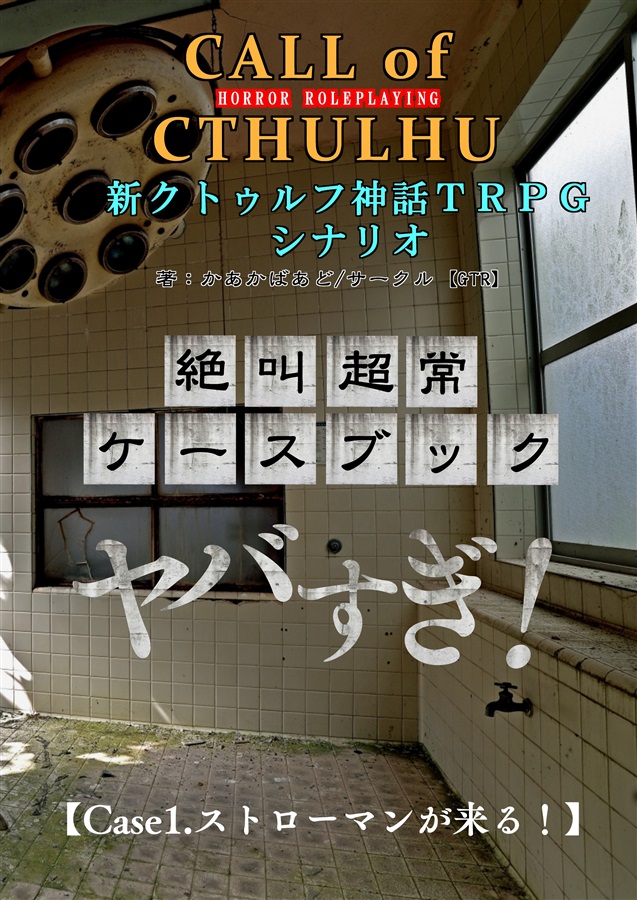 CALL of
HORROR ROLEPLAYING
CTHULHU
新クトゥルフ神話TRPG
シナリオ
著：かあかばあど/サークル【GTR】
絶叫超常
ケースブック
ヤバすぎ！
【Case1.ストローマンが来る！】